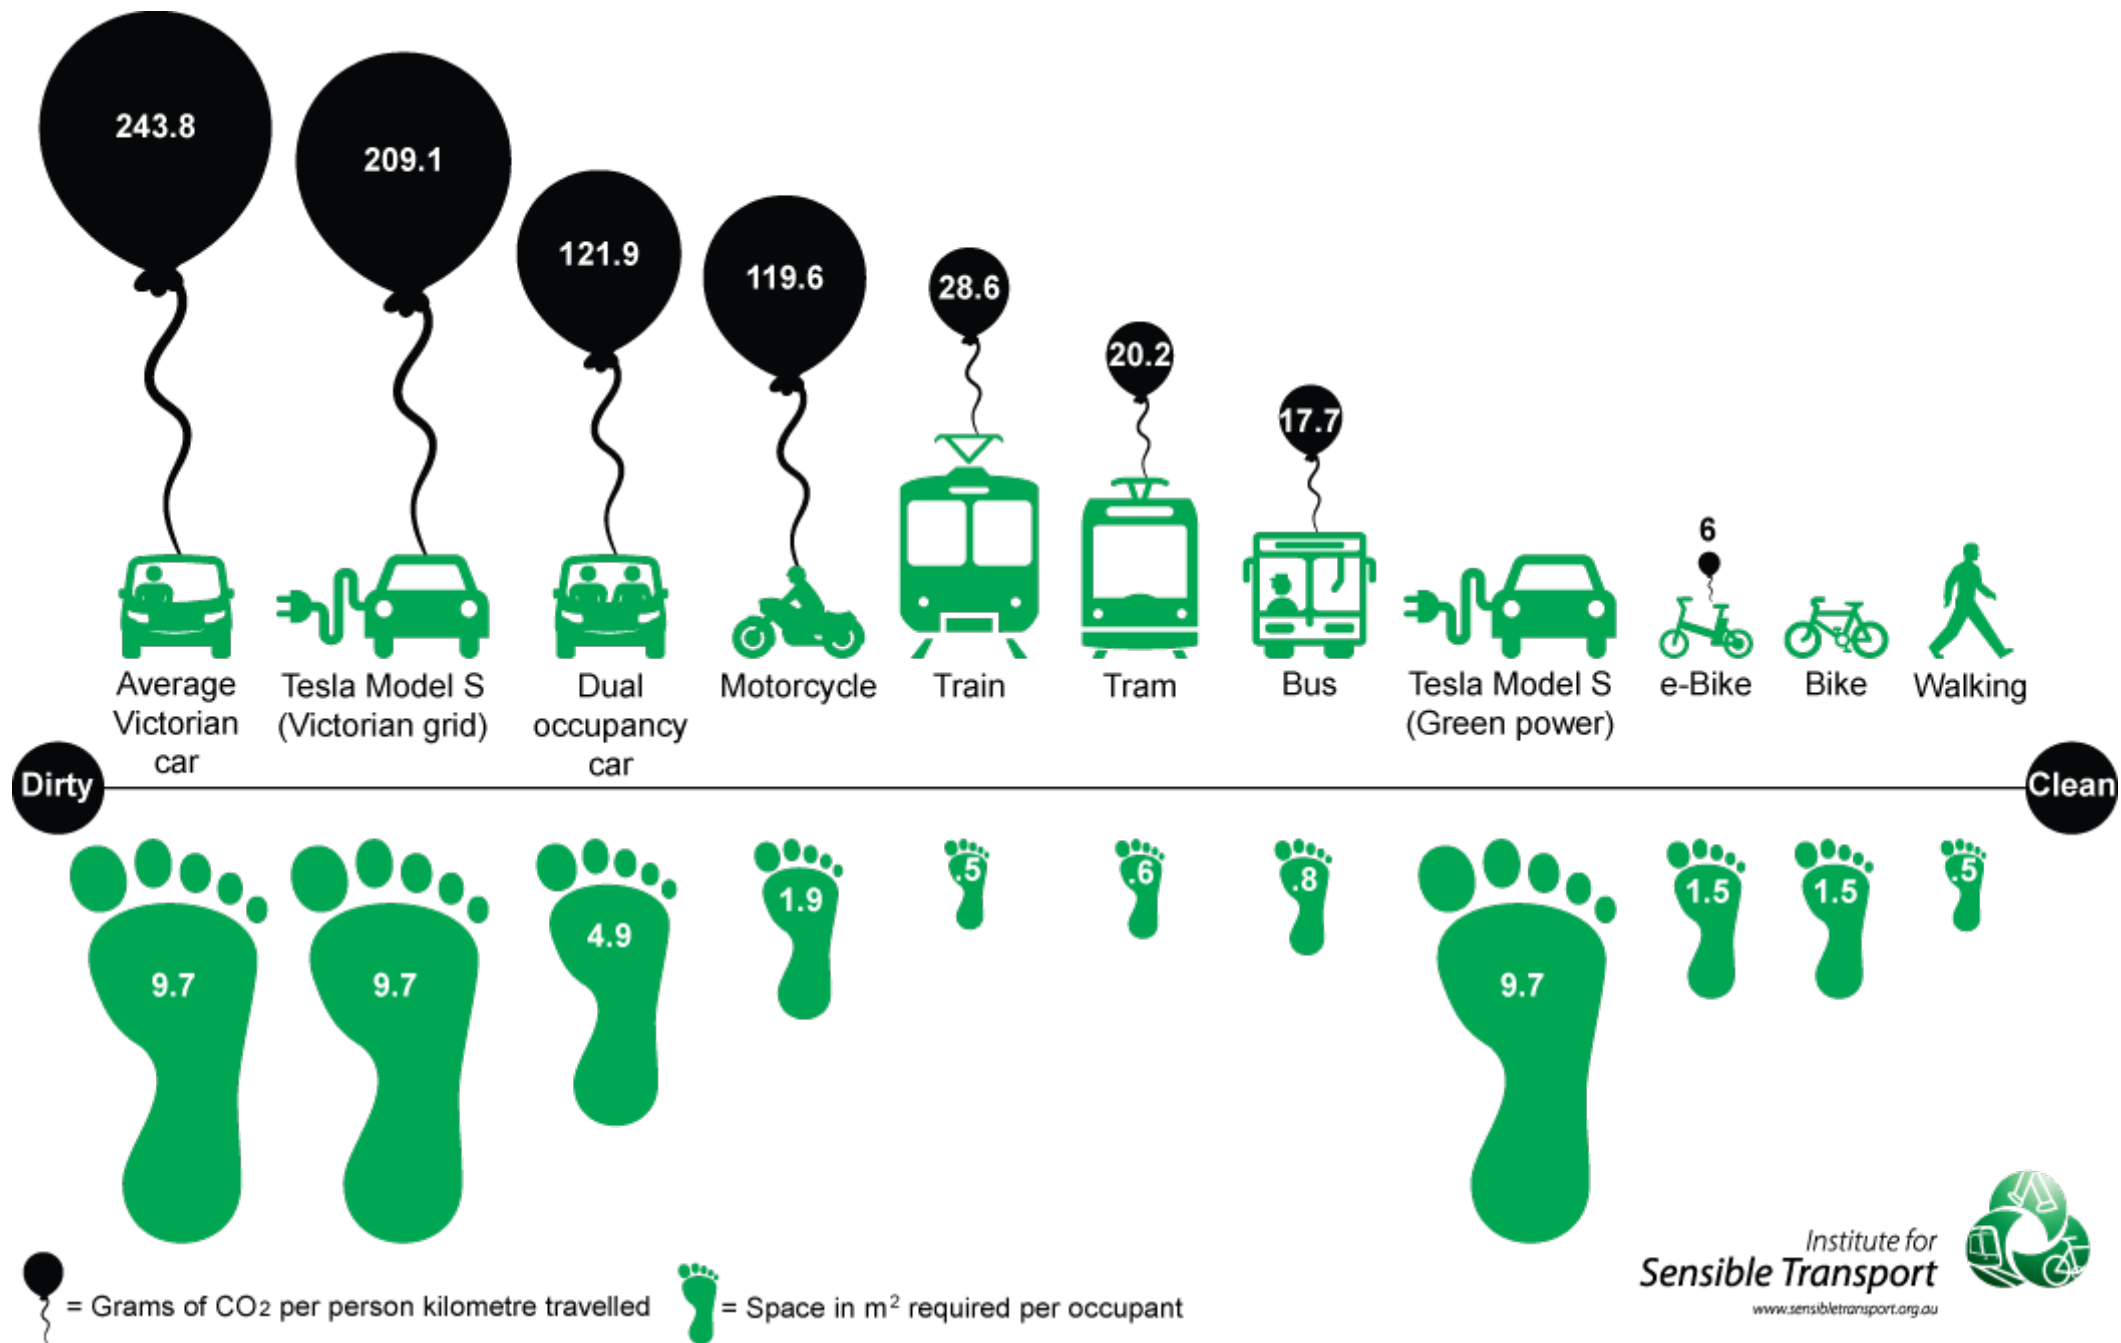 243.8
209.1
121.9
119.6
28.6
20.2
17.7
6
Average
Victorian
car
Tesla Model S
(Victorian grid)
Dual
occupancy
car
Motorcycle
Train
Tram
Bus
Tesla Model S
(Green power)
e-Bike
Bike
Walking
Dirty
Clean
9.7
9.7
4.9
1.9
.5
.6
.8
9.7
1.5
1.5
.5
= Grams of CO2 per person kilometre travelled
= Space in m² required per occupant
Institute for
Sensible Transport
www.sensibletransport.org.au